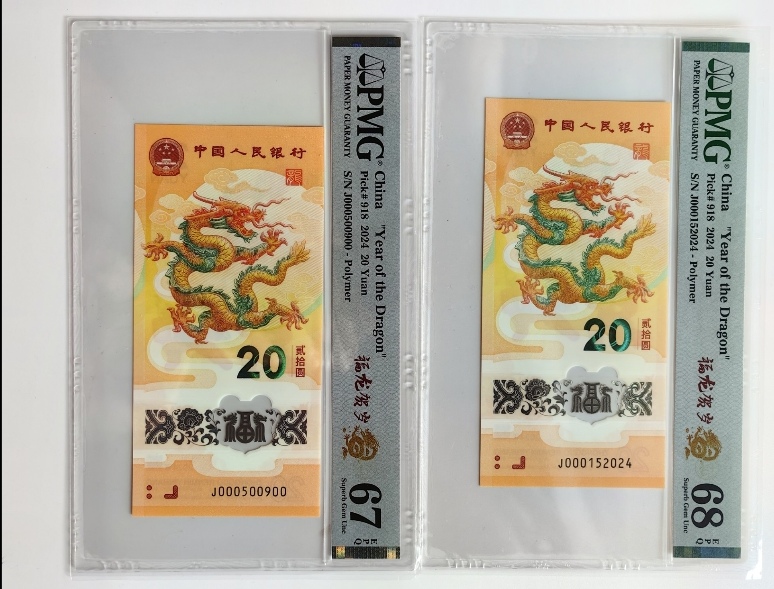 中国人民银行
20
贰拾圆
福
J000500900
PMG®
PAPER MONEY GUARANTY
China "Year of the Dragon"
Pick# 918 2024 20 Yuan
S/N J000500900 - Polymer
福龙贺岁
67 EPQ
Superb Gem Unc
中国人民银行
20
贰拾圆
福
J000152024
PMG®
PAPER MONEY GUARANTY
China "Year of the Dragon"
Pick# 918 2024 20 Yuan
S/N J000152024 - Polymer
福龙贺岁
68 EPQ
Superb Gem Unc